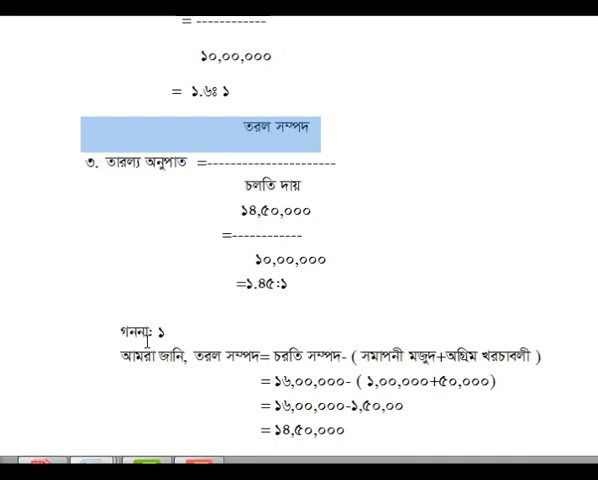 = ------------
১০,০০,০০০
= ১.৬ঃ ১
তরল সম্পদ
৩. তারল্য অনুপাত =-----------------------
চলতি দায়
১৪,৫০,০০০
=------------
১০,০০,০০০
=১.৪৫:১
গননা: ১
আমরা জানি, তরল সম্পদ= চরতি সম্পদ- ( সমাপনী মজুদ+অগ্রিম খরচাবলী )
= ১৬,০০,০০০- ( ১,০০,০০০+৫০,০০০)
= ১৬,০০,০০০-১,৫০,০০
= ১৪,৫০,০০০